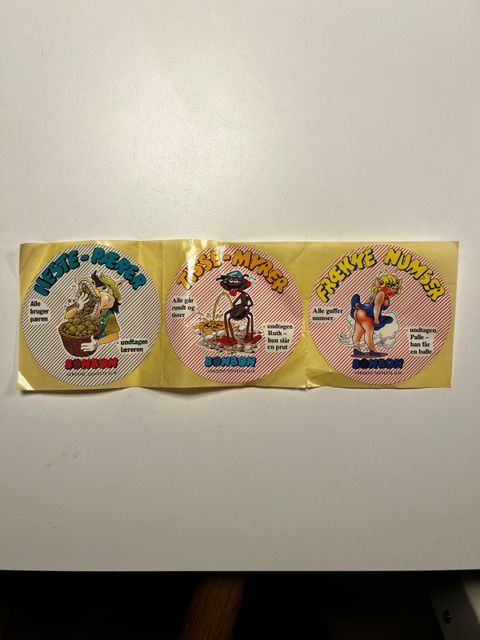 HESTE-PÆRER
Alle
bruger
pæren
undtagen
læreren
BONBON
TISSE-MYRER
Alle går
rundt og
tisser
undtagen
Ruth –
hun slår
en prut
BONBON
FRÆKKE NUMSER
Alle guffer
numser
undtagen
Palle –
han får
en balle
BONBON